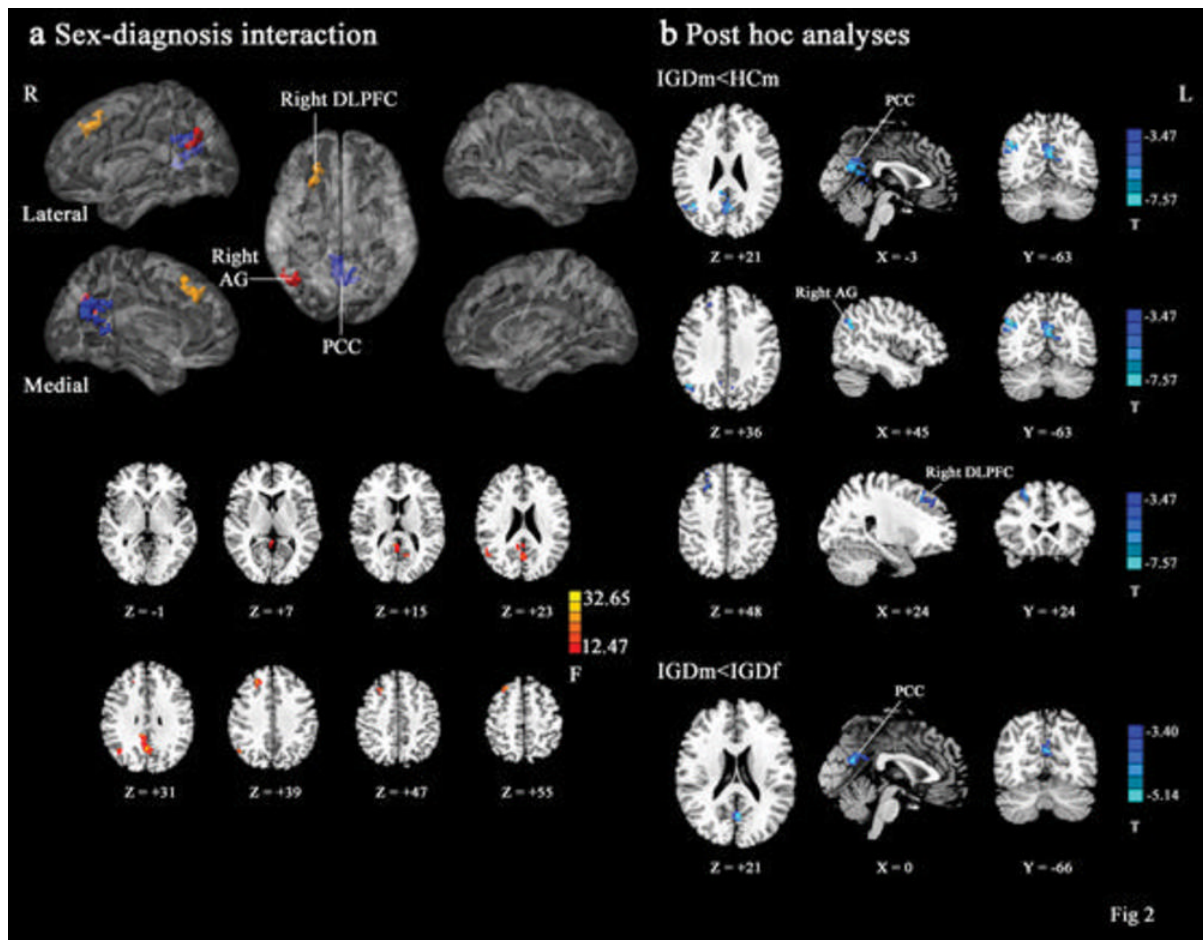 a Sex-diagnosis interaction
R
Right DLPFC
Lateral
Right
AG
PCC
Medial
Z = -1
Z = +7
Z = +15
Z = +23
32.65
12.47
F
Z = +31
Z = +39
Z = +47
Z = +55
b Post hoc analyses
IGDm<HCm
L
PCC
-3.47
-7.57
T
Z = +21
X = -3
Y = -63
Right AG
-3.47
-7.57
T
Z = +36
X = +45
Y = -63
Right DLPFC
-3.47
-7.57
T
Z = +48
X = +24
Y = +24
IGDm<IGDf
PCC
-3.40
-5.14
T
Z = +21
X = 0
Y = -66
Fig 2